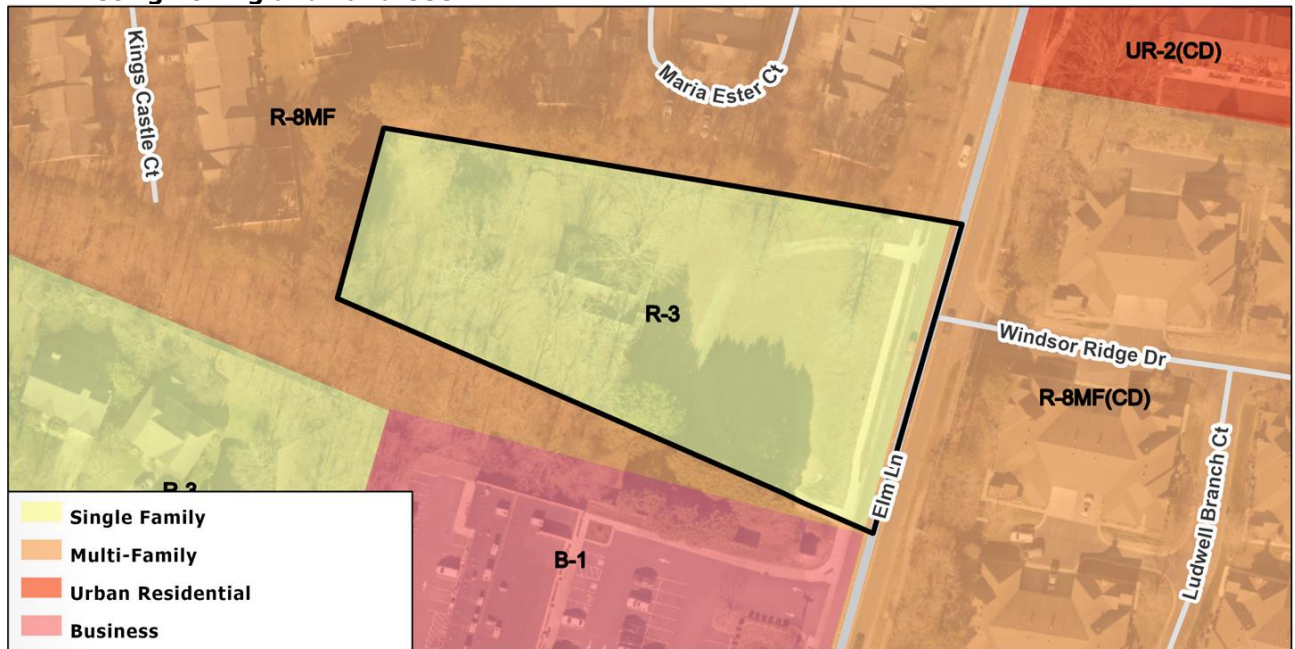 Kings Castle Ct
R-8MF
Maria Ester Ct
UR-2(CD)
R-3
Windsor Ridge Dr
R-8MF(CD)
Elm Ln
Ludwell Branch Ct
R-3
B-1
Single Family
Multi-Family
Urban Residential
Business